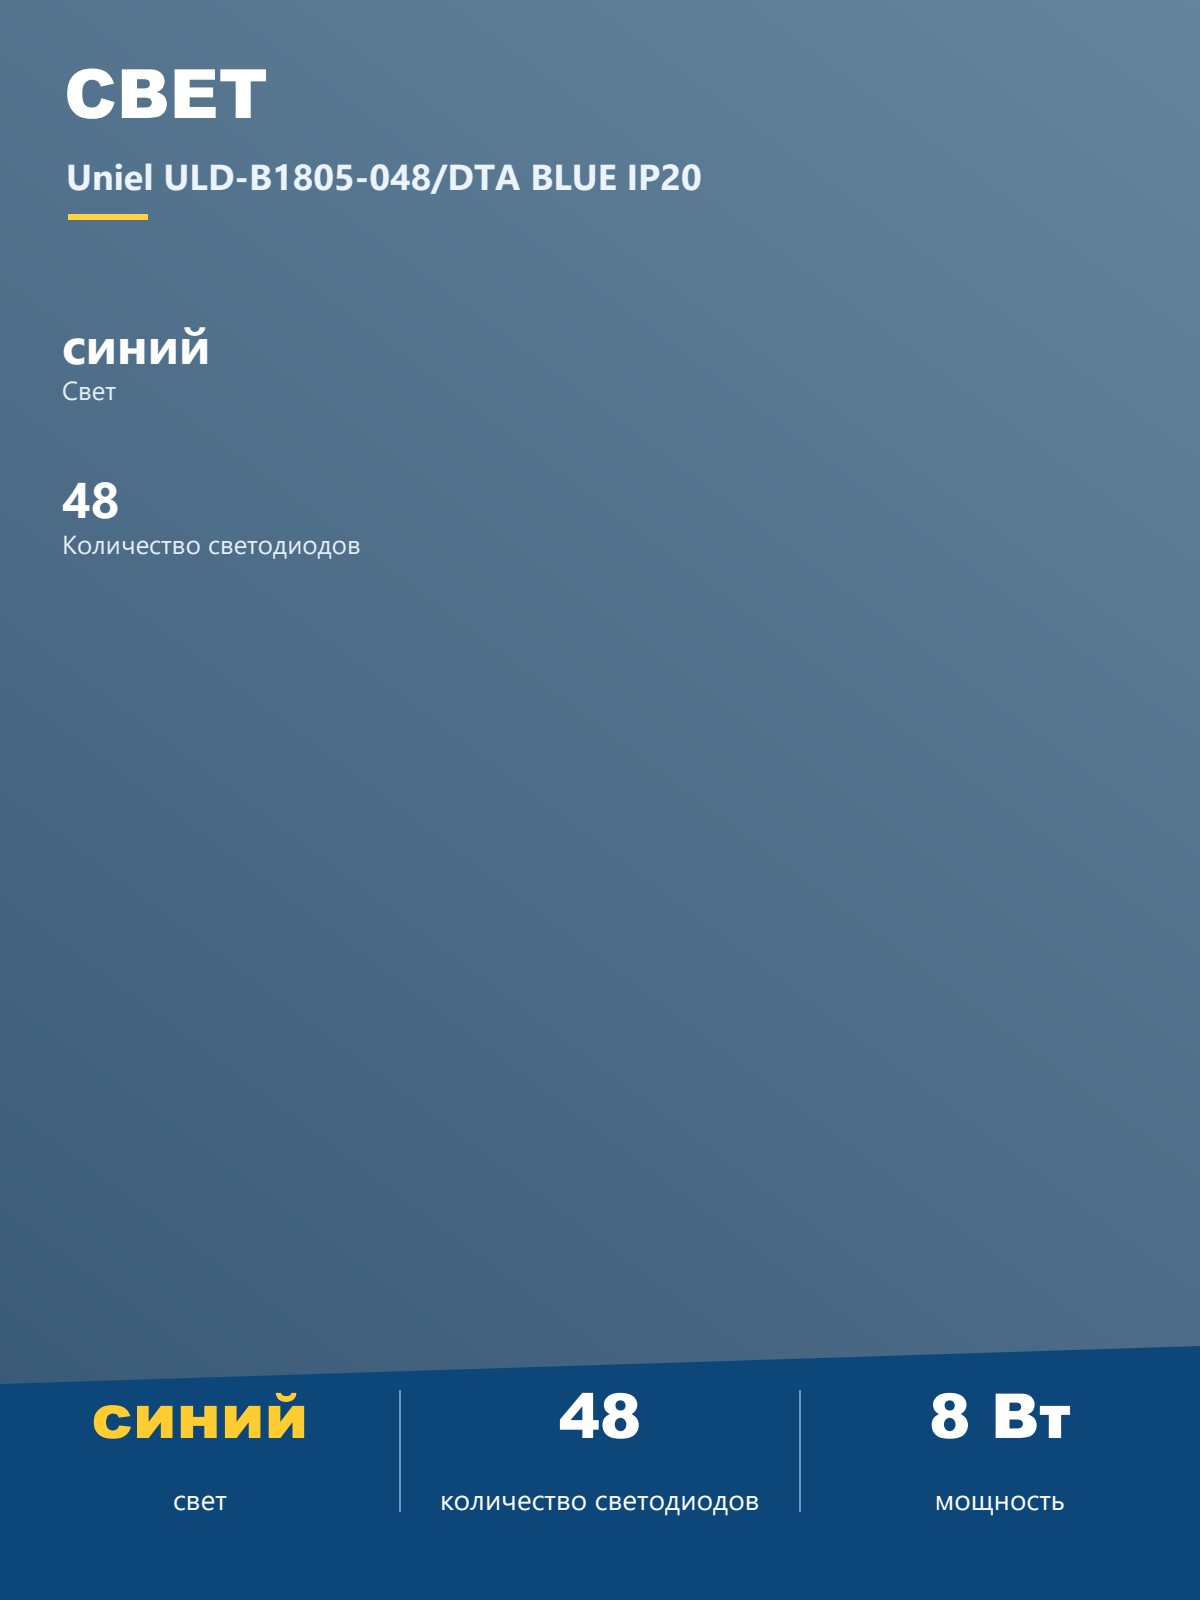 СВЕТ
Uniel ULD-B1805-048/DTA BLUE IP20
синий
Свет
48
Количество светодиодов
синий
свет
48
количество светодиодов
8 Вт
мощность